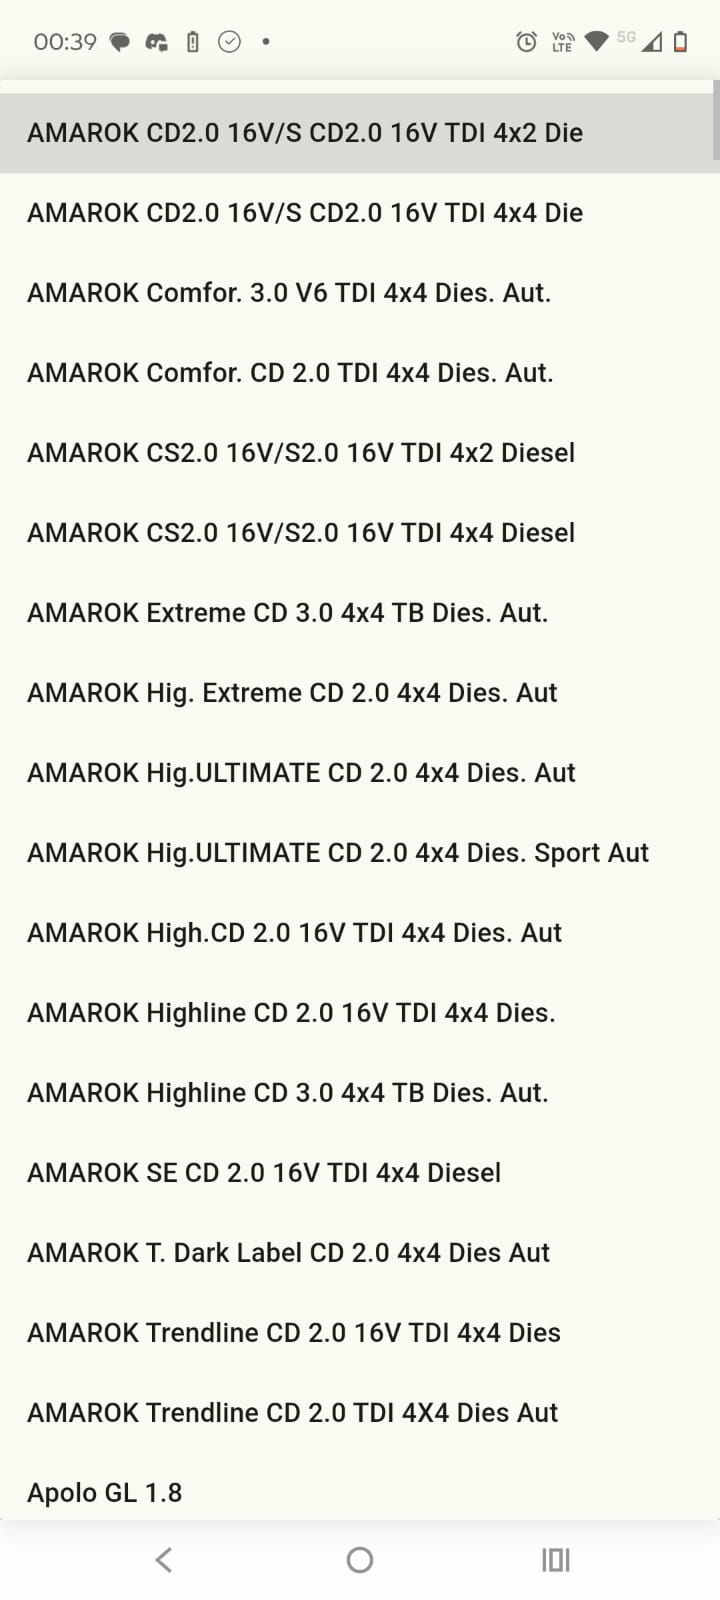 00:39
Vo LTE
5G
AMAROK CD2.0 16V/S CD2.0 16V TDI 4x2 Die
AMAROK CD2.0 16V/S CD2.0 16V TDI 4x4 Die
AMAROK Comfor. 3.0 V6 TDI 4x4 Dies. Aut.
AMAROK Comfor. CD 2.0 TDI 4x4 Dies. Aut.
AMAROK CS2.0 16V/S2.0 16V TDI 4x2 Diesel
AMAROK CS2.0 16V/S2.0 16V TDI 4x4 Diesel
AMAROK Extreme CD 3.0 4x4 TB Dies. Aut.
AMAROK Hig. Extreme CD 2.0 4x4 Dies. Aut
AMAROK Hig.ULTIMATE CD 2.0 4x4 Dies. Aut
AMAROK Hig.ULTIMATE CD 2.0 4x4 Dies. Sport Aut
AMAROK High.CD 2.0 16V TDI 4x4 Dies. Aut
AMAROK Highline CD 2.0 16V TDI 4x4 Dies.
AMAROK Highline CD 3.0 4x4 TB Dies. Aut.
AMAROK SE CD 2.0 16V TDI 4x4 Diesel
AMAROK T. Dark Label CD 2.0 4x4 Dies Aut
AMAROK Trendline CD 2.0 16V TDI 4x4 Dies
AMAROK Trendline CD 2.0 TDI 4X4 Dies Aut
Apolo GL 1.8